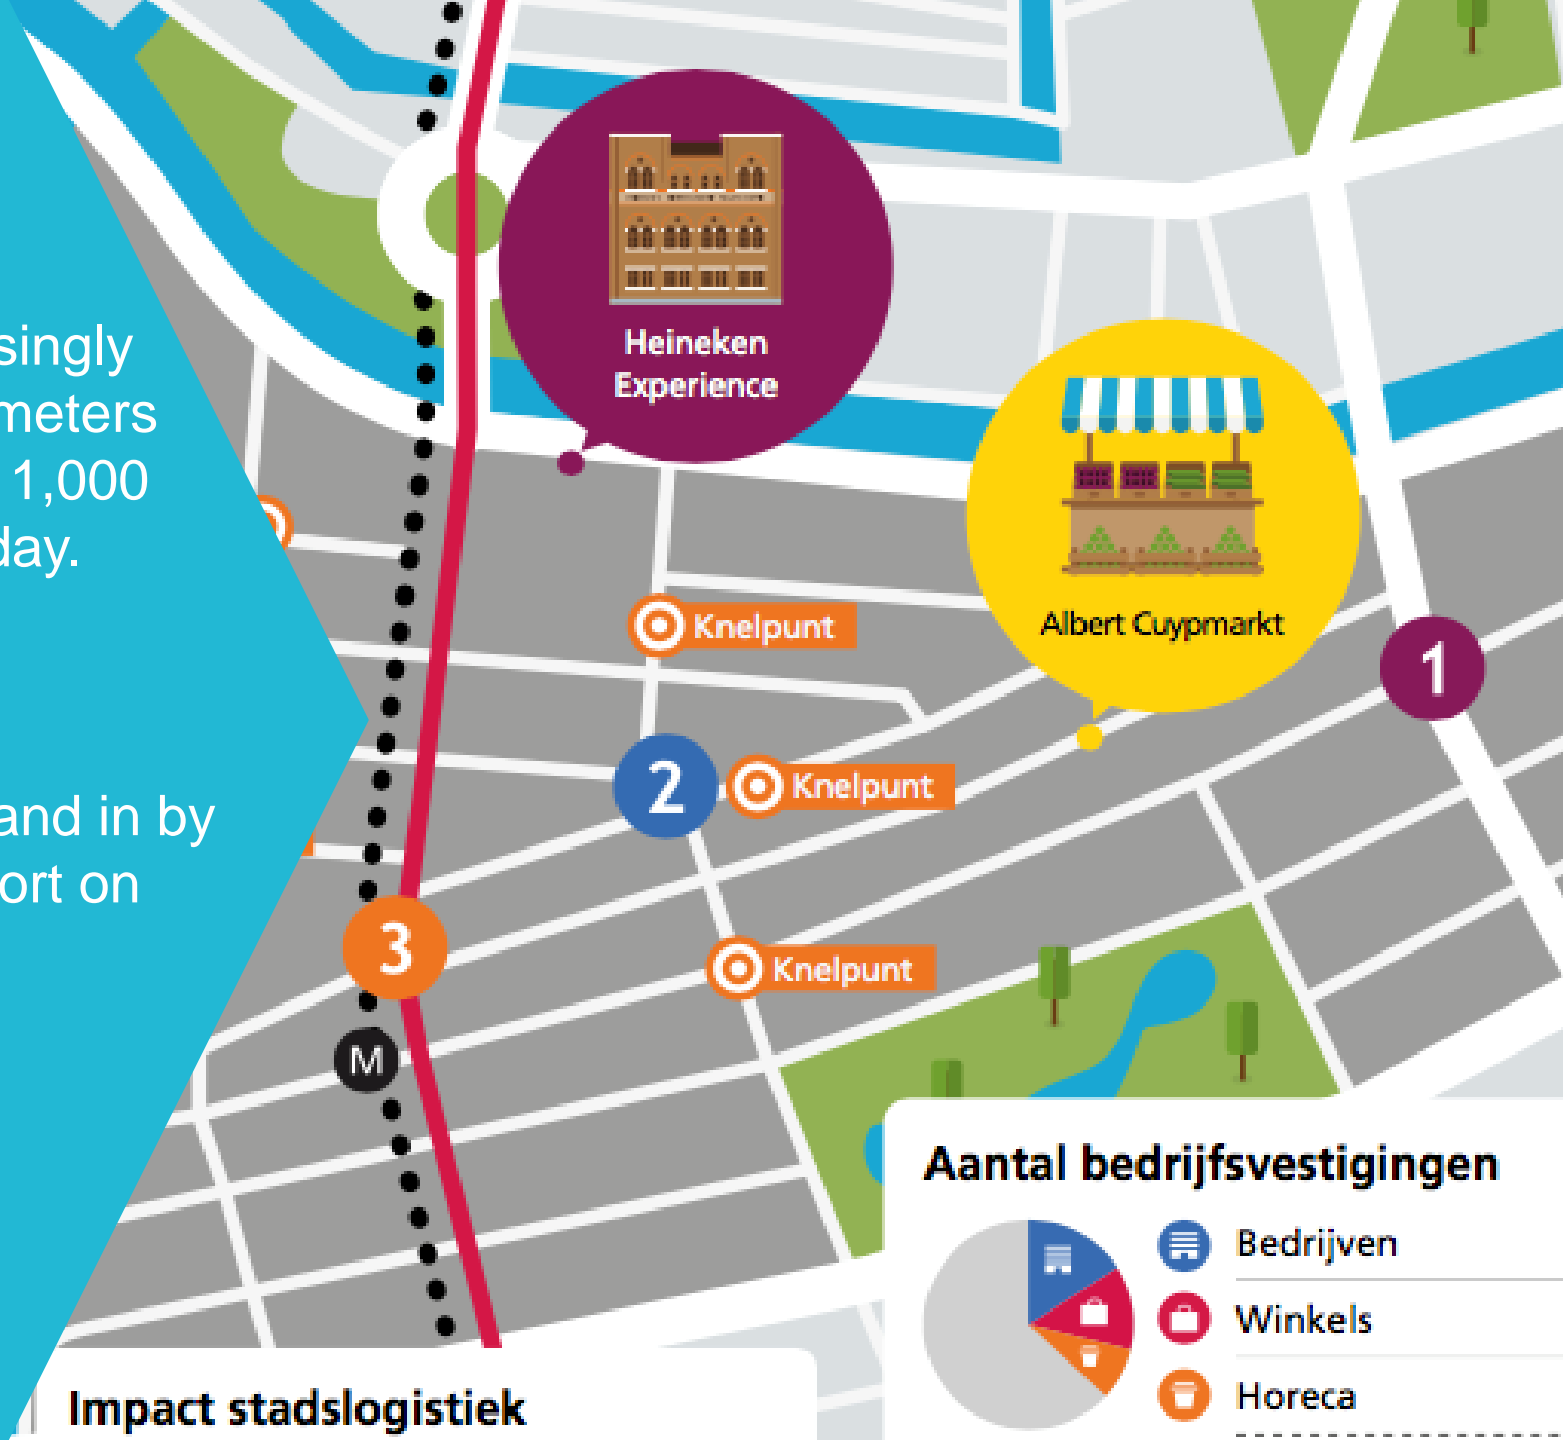 singly
meters
1,000
day.
and in by
ort on
Heineken
Experience
Albert Cuypmarkt
1
Knelpunt
2
Knelpunt
3
Knelpunt
M
Aantal bedrijfsvestigingen
Bedrijven
Winkels
Horeca
Impact stadslogistiek